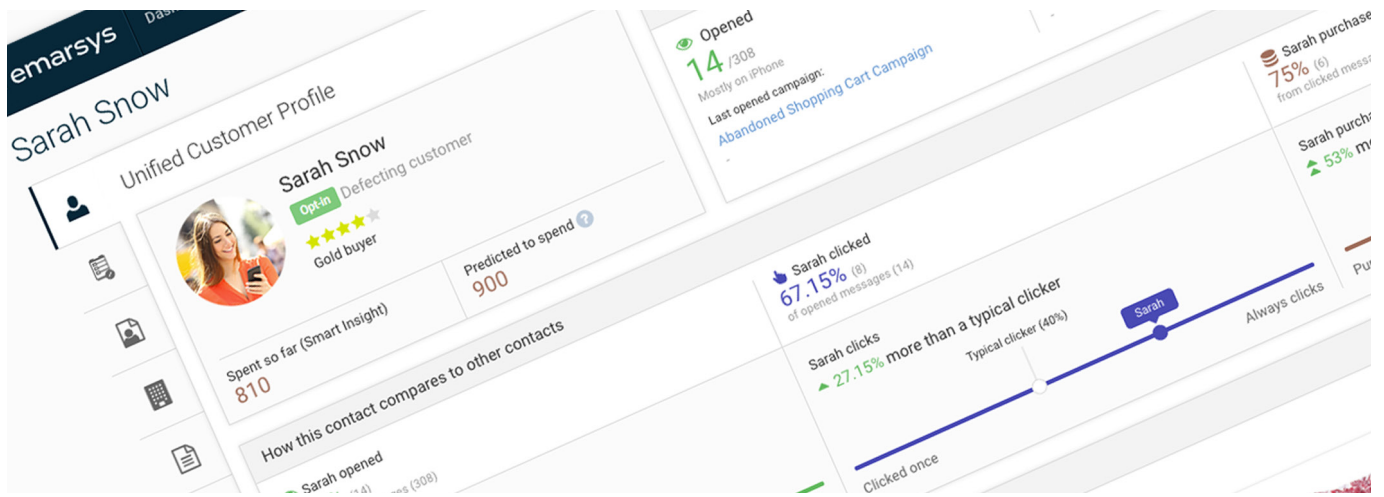 emarsys
Sarah Snow
Unified Customer Profile
Sarah Snow
Opt-in Defecting customer
Gold buyer
Spent so far (Smart Insight)
810
Predicted to spend
900
Opened
14 /308
Mostly on iPhone
Last opened campaign:
Abandoned Shopping Cart Campaign
-
-
How this contact compares to other contacts
Sarah opened
(14)
(308)
Sarah clicked
67.15% (8)
of opened messages (14)
Sarah clicks
27.15% more than a typical clicker
Typical clicker (40%)
Sarah
Clicked once
Always clicks
Sarah purchase
75% (6)
from clicked
Sarah
53%